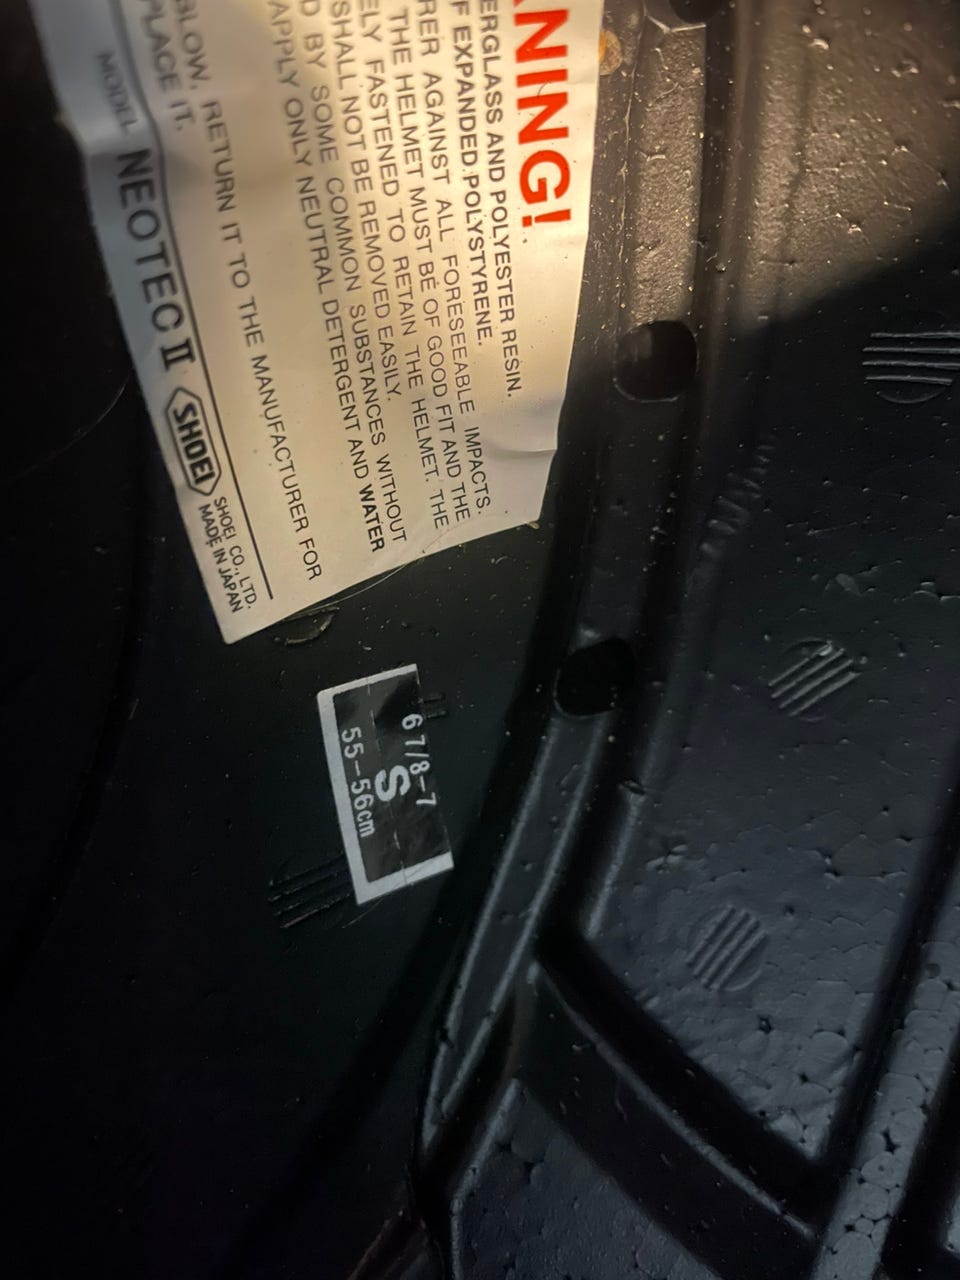 ANING!
ERGLASS AND POLYESTER RESIN.
F EXPANDED POLYSTYRENE.
RER AGAINST ALL FORESEEABLE IMPACTS.
THE HELMET MUST BE OF GOOD FIT AND THE
ELY FASTENED TO RETAIN THE HELMET. THE
SHALL NOT BE REMOVED EASILY.
D BY SOME COMMON SUBSTANCES WITHOUT
APPLY ONLY NEUTRAL DETERGENT AND WATER
BLOW, RETURN IT TO THE MANUFACTURER FOR
PLACE IT.
MODEL NEOTEC II SHOEI SHOEI CO., LTD.
MADE IN JAPAN
6 7/8-7
S
55-56cm